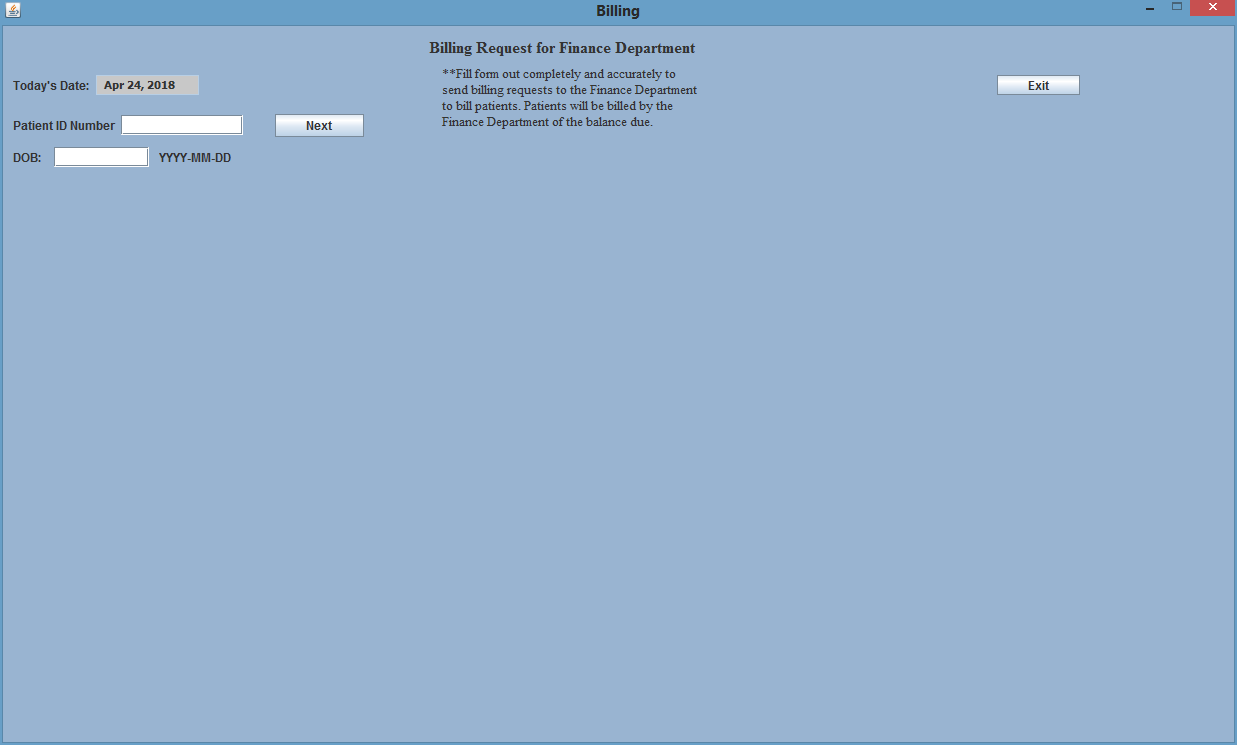 Billing
Billing Request for Finance Department
**Fill form out completely and accurately to
send billing requests to the Finance Department
to bill patients. Patients will be billed by the
Finance Department of the balance due.
Today's Date: Apr 24, 2018
Exit
Patient ID Number
Next
DOB: YYYY-MM-DD